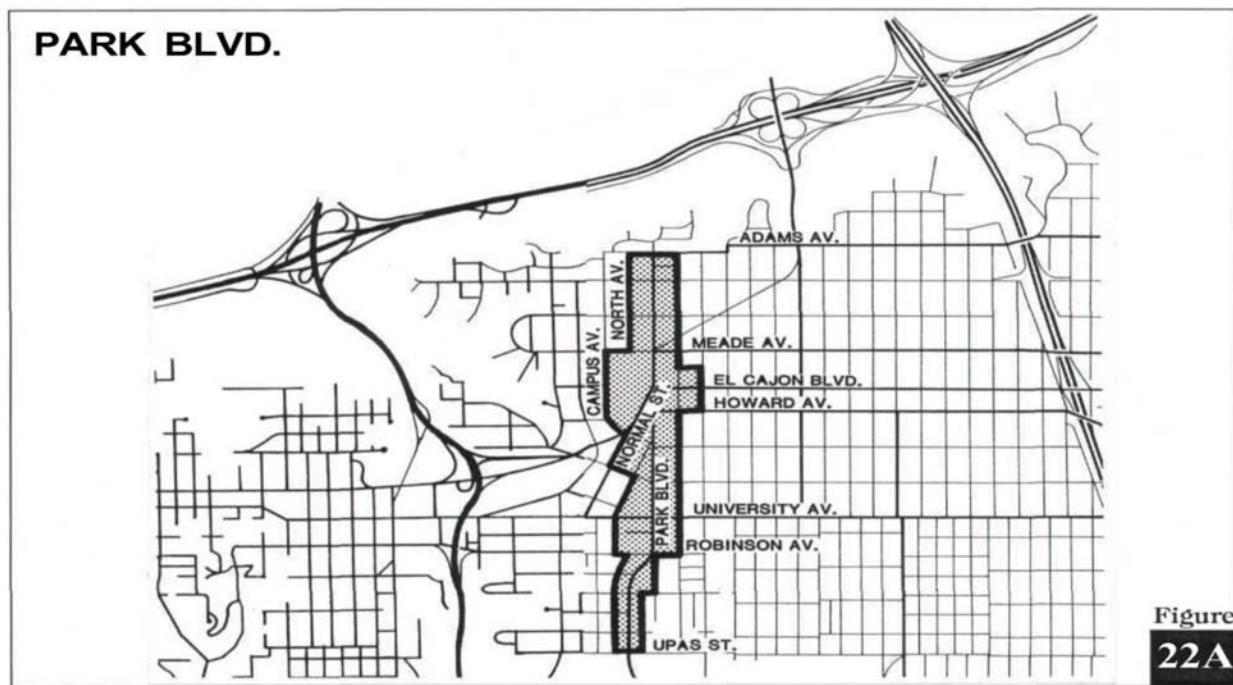 PARK BLVD.
ADAMS AV.
NORTH AV.
MEADE AV.
CAMPUS AV.
EL CAJON BLVD.
HOWARD AV.
NORMAL ST.
PARK BLVD.
UNIVERSITY AV.
ROBINSON AV.
UPAS ST.
Figure
22A